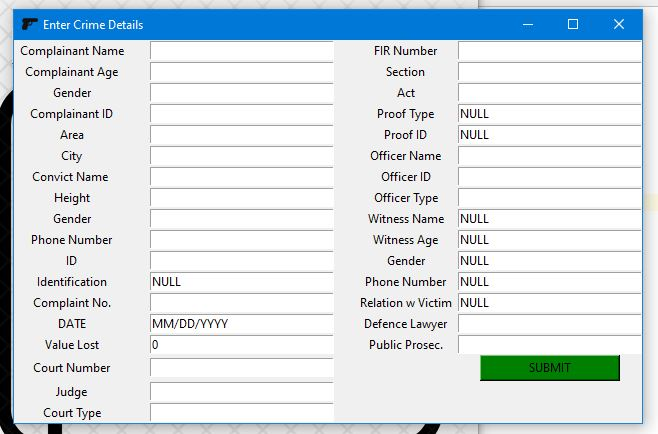 Enter Crime Details
Complainant Name
Complainant Age
Gender
Complainant ID
Area
City
Convict Name
Height
Gender
Phone Number
ID
Identification NULL
Complaint No.
DATE MM/DD/YYYY
Value Lost 0
Court Number
Judge
Court Type
FIR Number
Section
Act
Proof Type NULL
Proof ID NULL
Officer Name
Officer ID
Officer Type
Witness Name NULL
Witness Age NULL
Gender NULL
Phone Number NULL
Relation w Victim NULL
Defence Lawyer
Public Prosec.
SUBMIT